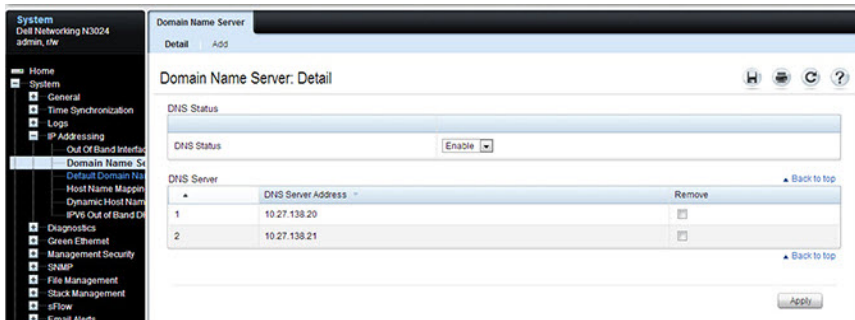 System
Dell Networking N3024
admin, r/w
Home
System
General
Time Synchronization
Logs
IP Addressing
Out Of Band Interfac
Domain Name Se
Default Domain Na
Host Name Mappin
Dynamic Host Nam
IPV6 Out of Band D
Diagnostics
Green Ethernet
Management Security
SNMP
File Management
Stack Management
sFlow
Email Alerts
Domain Name Server
Detail Add
Domain Name Server: Detail
DNS Status
DNS Status Enable
DNS Server Back to top
DNS Server Address Remove
1 10.27.138.20
2 10.27.138.21
Back to top
Apply